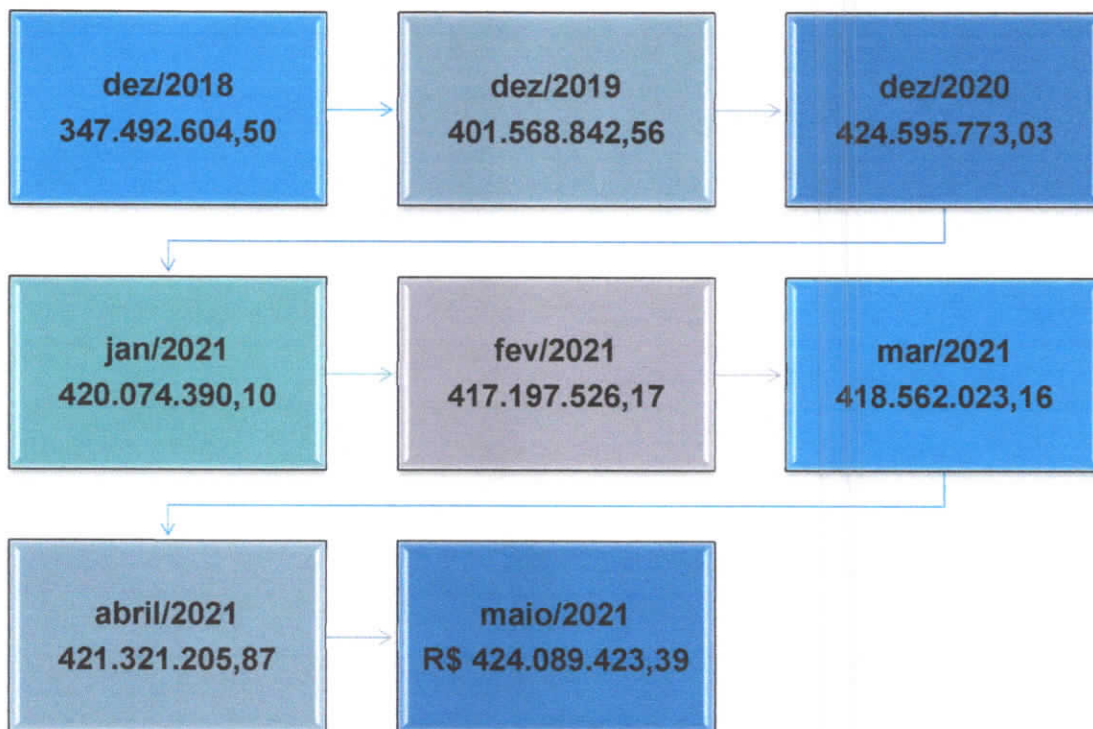 dez/2018
347.492.604,50
dez/2019
401.568.842,56
dez/2020
424.595.773,03
jan/2021
420.074.390,10
fev/2021
417.197.526,17
mar/2021
418.562.023,16
abril/2021
421.321.205,87
maio/2021
R$ 424.089.423,39